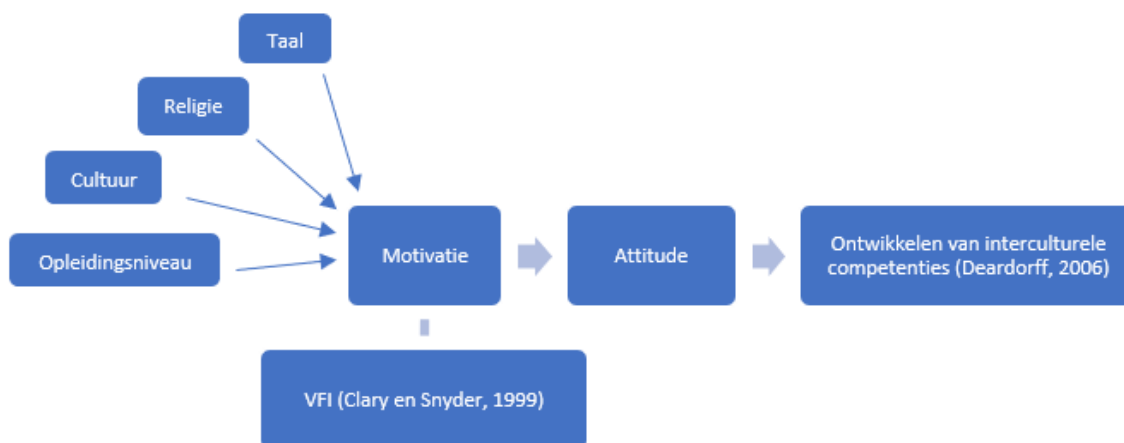 Taal
Religie
Cultuur
Opleidingsniveau
Motivatie
Attitude
Ontwikkelen van interculturele
competenties (Deardorff, 2006)
VFI (Clary en Snyder, 1999)